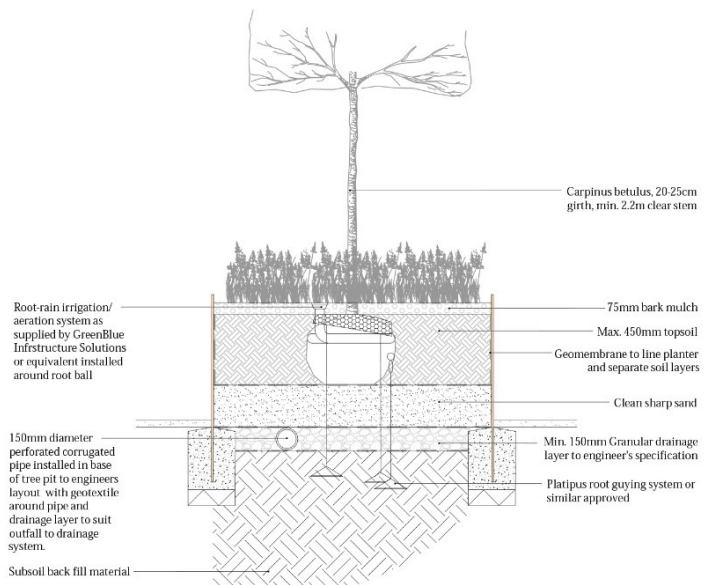 Carpinus betulus, 20-25cm
girth, min. 2.2m clear stem
Root-rain irrigation/
aeration system as
supplied by GreenBlue
Infrstructure Solutions
or equivalent installed
around root ball
75mm bark mulch
Max. 450mm topsoil
Geomembrane to line planter
and separate soil layers
Clean sharp sand
150mm diameter
perforated corrugated
pipe installed in base
of tree pit to engineers
layout with geotextile
around pipe and
drainage layer to suit
outfall to drainage
system.
Min. 150mm Granular drainage
layer to engineer's specification
Platipus root guying system or
similar approved
Subsoil back fill material